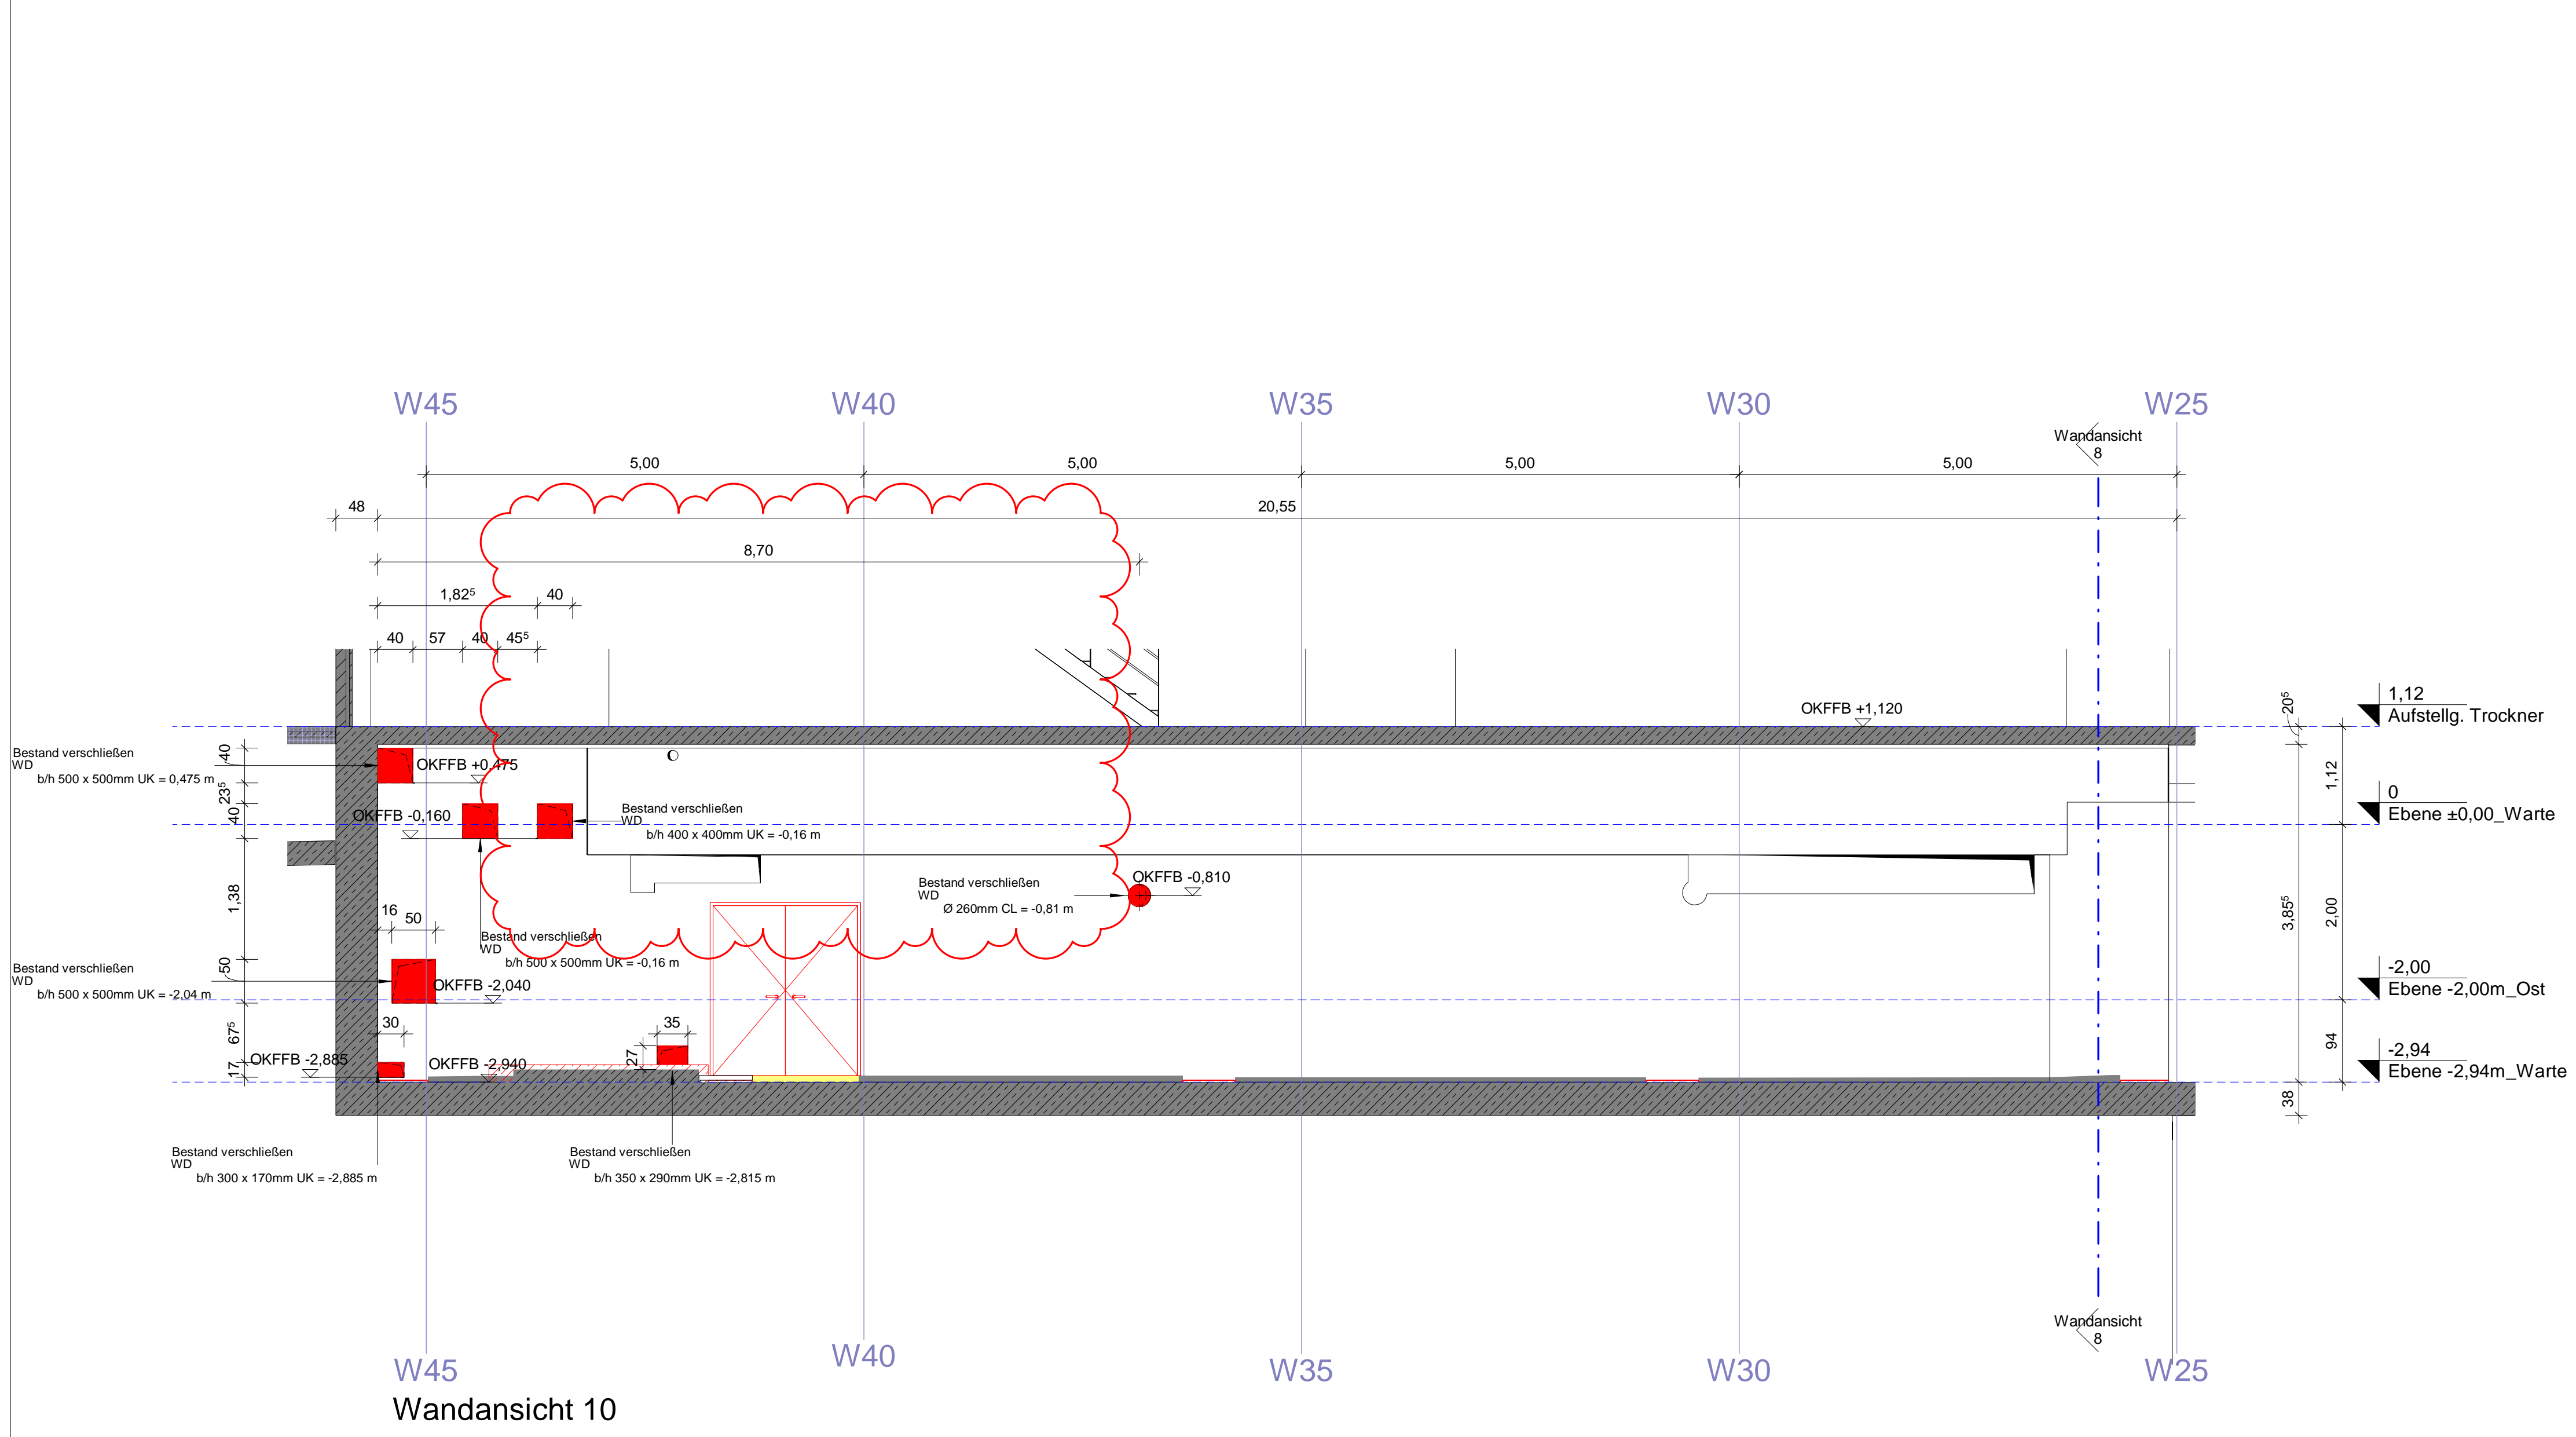 W45
W40
W35
W30
W25
Wandansicht
8
5,00
5,00
5,00
5,00
48
20,55
8,70
1,82⁵
40
40
57
40
45⁵
1,12
Aufstellg. Trockner
OKFFB +1,120
20⁵
Bestand verschließen
WD
b/h 500 x 500mm UK = 0,475 m
40
OKFFB +0,475
23⁵
40
1,12
0
Ebene ±0,00_Warte
OKFFB -0,160
Bestand verschließen
WD
b/h 400 x 400mm UK = -0,16 m
Bestand verschließen
WD
Ø 260mm CL = -0,81 m
OKFFB -0,810
1,38
16
50
3,85⁵
2,00
Bestand verschließen
WD
b/h 500 x 500mm UK = -0,16 m
Bestand verschließen
WD
b/h 500 x 500mm UK = -2,04 m
50
OKFFB -2,040
-2,00
Ebene -2,00m_Ost
67⁵
30
35
27
94
17
OKFFB -2,885
OKFFB -2,940
-2,94
Ebene -2,94m_Warte
38
Bestand verschließen
WD
b/h 300 x 170mm UK = -2,885 m
Bestand verschließen
WD
b/h 350 x 290mm UK = -2,815 m
Wandansicht
8
W45
W40
W35
W30
W25
Wandansicht 10